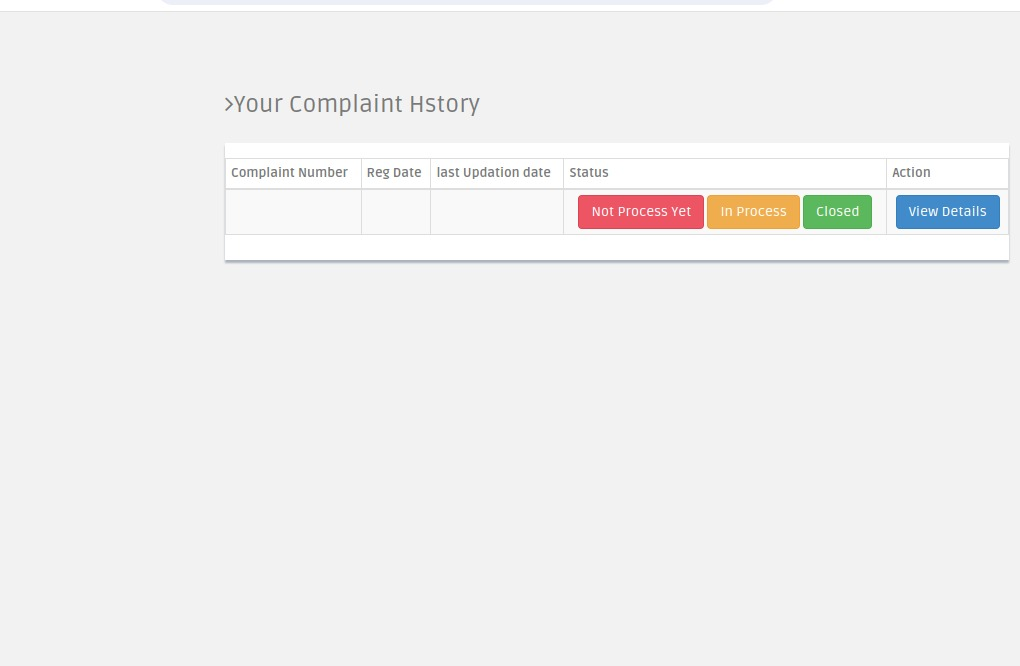 >Your Complaint Hstory
Complaint Number Reg Date last Updation date Status Action
Not Process Yet In Process Closed View Details